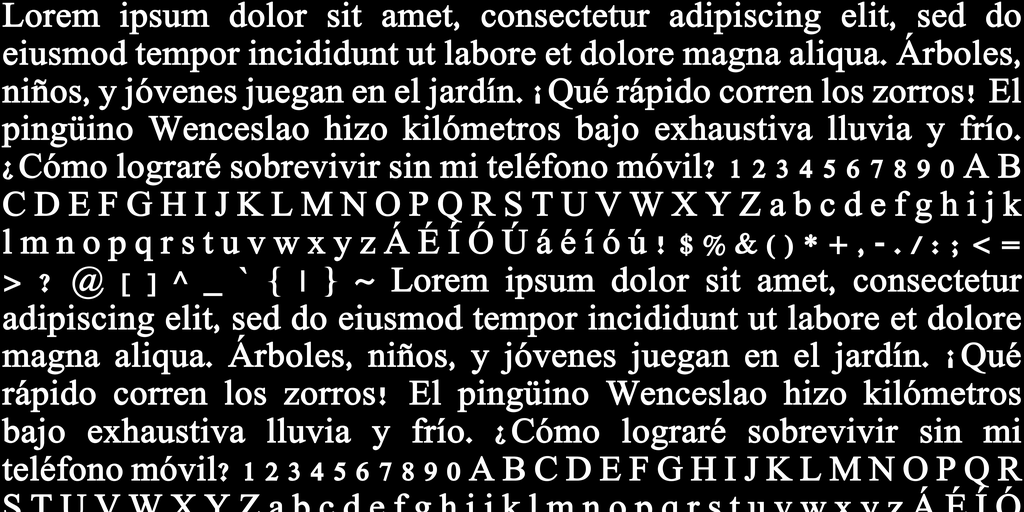 Lorem ipsum dolor sit amet, consectetur adipiscing elit, sed do
eiusmod tempor incididunt ut labore et dolore magna aliqua. Árboles,
niños, y jóvenes juegan en el jardín. ¡Qué rápido corren los zorros! El
pingüino Wenceslao hizo kilómetros bajo exhaustiva lluvia y frío.
¿Cómo lograré sobrevivir sin mi teléfono móvil? 1 2 3 4 5 6 7 8 9 0 A B
C D E F G H I J K L M N O P Q R S T U V W X Y Z a b c d e f g h i j k
l m n o p q r s t u v w x y z Á É Í Ó Ú á é í ó ú ! $ % & ( ) * + , - . / : ; < =
> ? @ [ ] ^ _ ` { | } ~ Lorem ipsum dolor sit amet, consectetur
adipiscing elit, sed do eiusmod tempor incididunt ut labore et dolore
magna aliqua. Árboles, niños, y jóvenes juegan en el jardín. ¡Qué
rápido corren los zorros! El pingüino Wenceslao hizo kilómetros
bajo exhaustiva lluvia y frío. ¿Cómo lograré sobrevivir sin mi
teléfono móvil? 1 2 3 4 5 6 7 8 9 0 A B C D E F G H I J K L M N O P Q R
S T U V W X Y Z a b c d e f g h i j k l m n o p q r s t u v w x y z Á É Í Ó